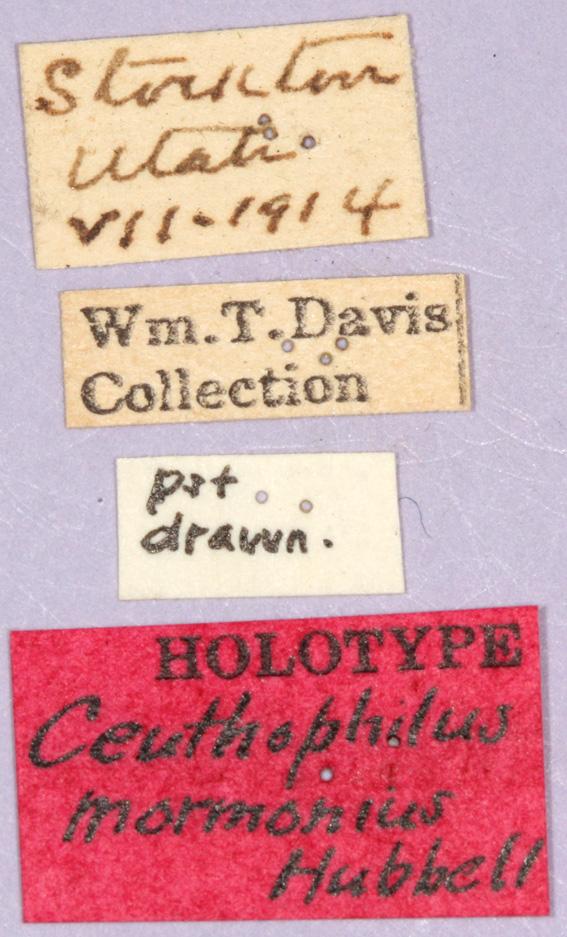 Stockton
Utah.
VII.1914
Wm.T.Davis
Collection
pst
drawn.
HOLOTYPE
Ceuthophilus
mormonius
Hubbell